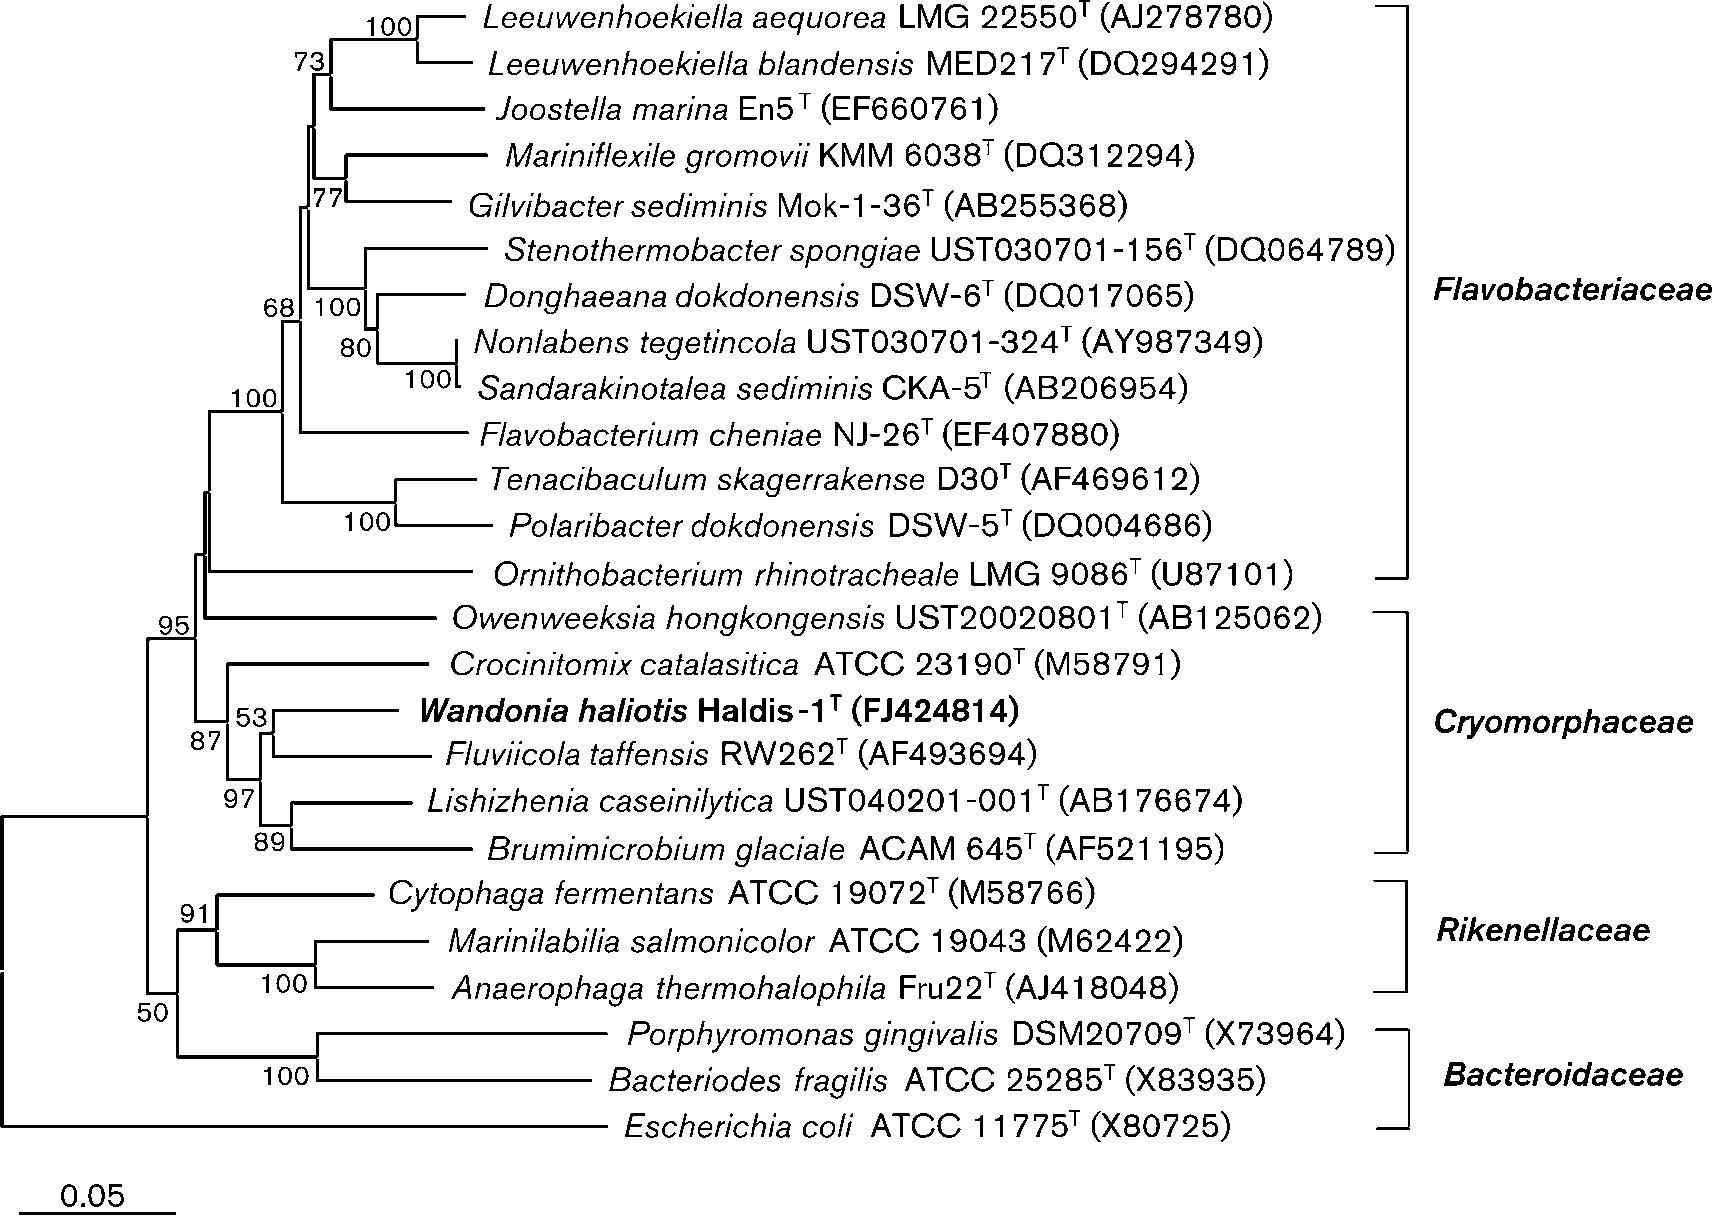 100 Leeuwenhoekiella aequorea LMG 22550ᵀ (AJ278780)
73 Leeuwenhoekiella blandensis MED217ᵀ (DQ294291)
Joostella marina En5ᵀ (EF660761)
Mariniflexile gromovii KMM 6038ᵀ (DQ312294)
77 Gilvibacter sediminis Mok-1-36ᵀ (AB255368)
Stenothermobacter spongiae UST030701-156ᵀ (DQ064789)
Flavobacteriaceae
68 100 Donghaeana dokdonensis DSW-6ᵀ (DQ017065)
80 Nonlabens tegetincola UST030701-324ᵀ (AY987349)
100 Sandarakinotalea sediminis CKA-5ᵀ (AB206954)
100
Flavobacterium cheniae NJ-26ᵀ (EF407880)
Tenacibaculum skagerrakense D30ᵀ (AF469612)
100 Polaribacter dokdonensis DSW-5ᵀ (DQ004686)
Ornithobacterium rhinotracheale LMG 9086ᵀ (U87101)
95 Owenweeksia hongkongensis UST20020801ᵀ (AB125062)
Crocinitomix catalasitica ATCC 23190ᵀ (M58791)
53 Wandonia haliotis Haldis-1ᵀ (FJ424814)
Cryomorphaceae
87 Fluviicola taffensis RW262ᵀ (AF493694)
97 Lishizhenia caseinilytica UST040201-001ᵀ (AB176674)
89 Brumimicrobium glaciale ACAM 645ᵀ (AF521195)
Cytophaga fermentans ATCC 19072ᵀ (M58766)
91
Rikenellaceae
Marinilabilia salmonicolor ATCC 19043 (M62422)
100 Anaerophaga thermohalophila Fru22ᵀ (AJ418048)
50
Porphyromonas gingivalis DSM20709ᵀ (X73964)
100 Bacteriodes fragilis ATCC 25285ᵀ (X83935)
Bacteroidaceae
Escherichia coli ATCC 11775ᵀ (X80725)
0.05